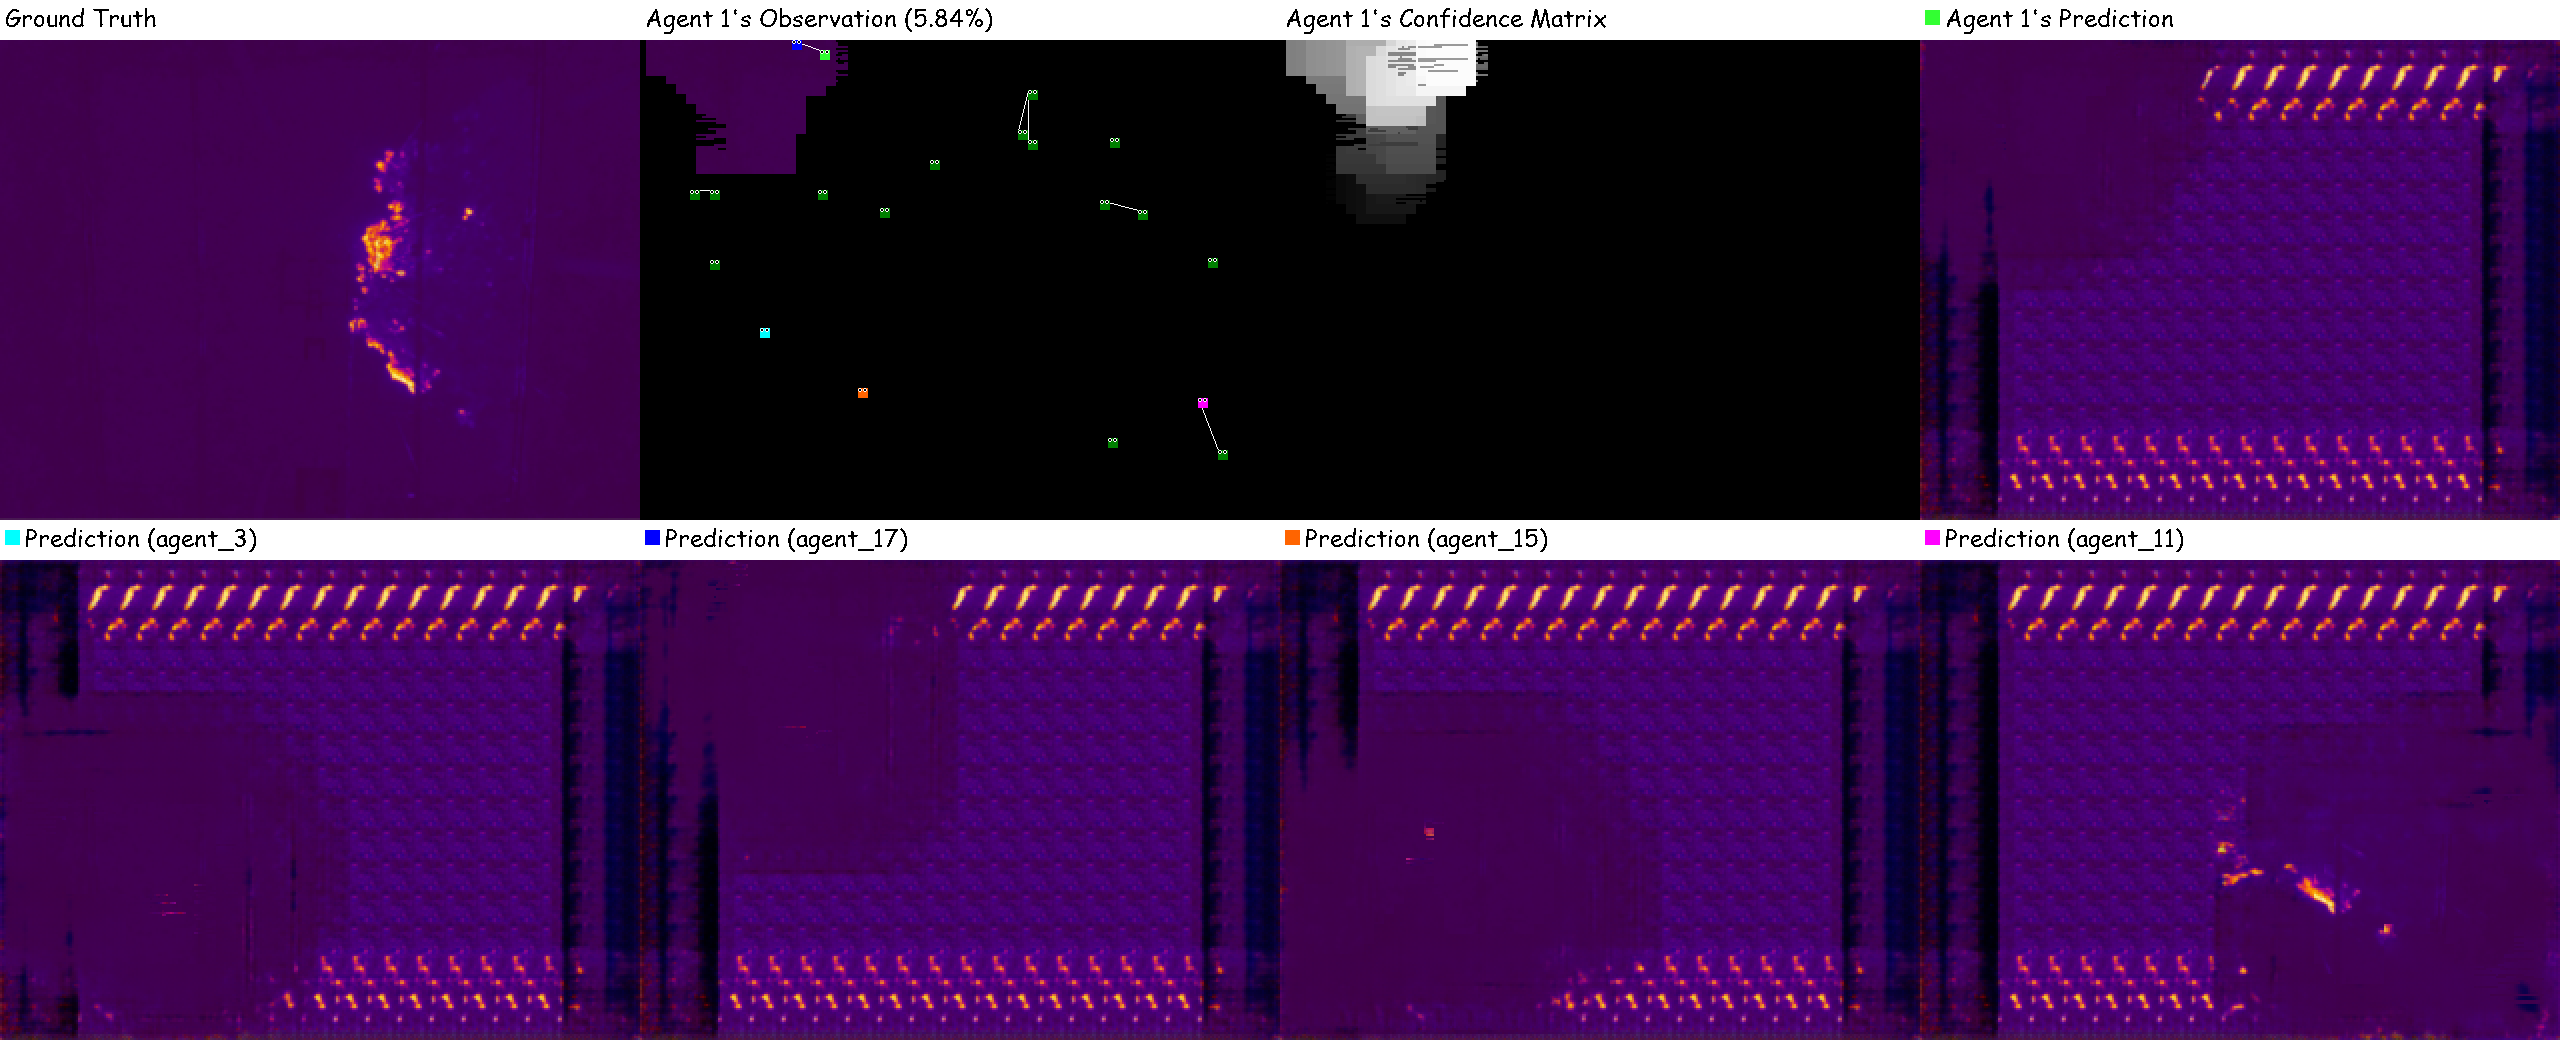 Ground Truth
Agent 1's Observation (5.84%)
Agent 1's Confidence Matrix
Agent 1's Prediction
Prediction (agent_3)
Prediction (agent_17)
Prediction (agent_15)
Prediction (agent_11)